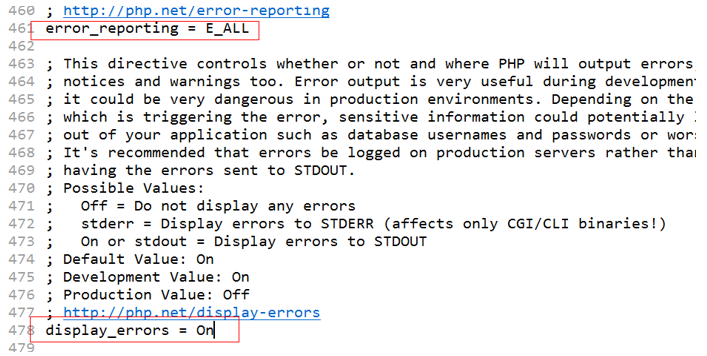 460 ; http://php.net/error-reporting
461 error_reporting = E_ALL
462
463 ; This directive controls whether or not and where PHP will output errors,
464 ; notices and warnings too. Error output is very useful during development
465 ; it could be very dangerous in production environments. Depending on the
466 ; which is triggering the error, sensitive information could potentially
467 ; out of your application such as database usernames and passwords or wor
468 ; It's recommended that errors be logged on production servers rather than
469 ; having the errors sent to STDOUT.
470 ; Possible Values:
471 ;   Off = Do not display any errors
472 ;   stderr = Display errors to STDERR (affects only CGI/CLI binaries!)
473 ;   On or stdout = Display errors to STDOUT
474 ; Default Value: On
475 ; Development Value: On
476 ; Production Value: Off
477 ; http://php.net/display-errors
478 display_errors = On
479